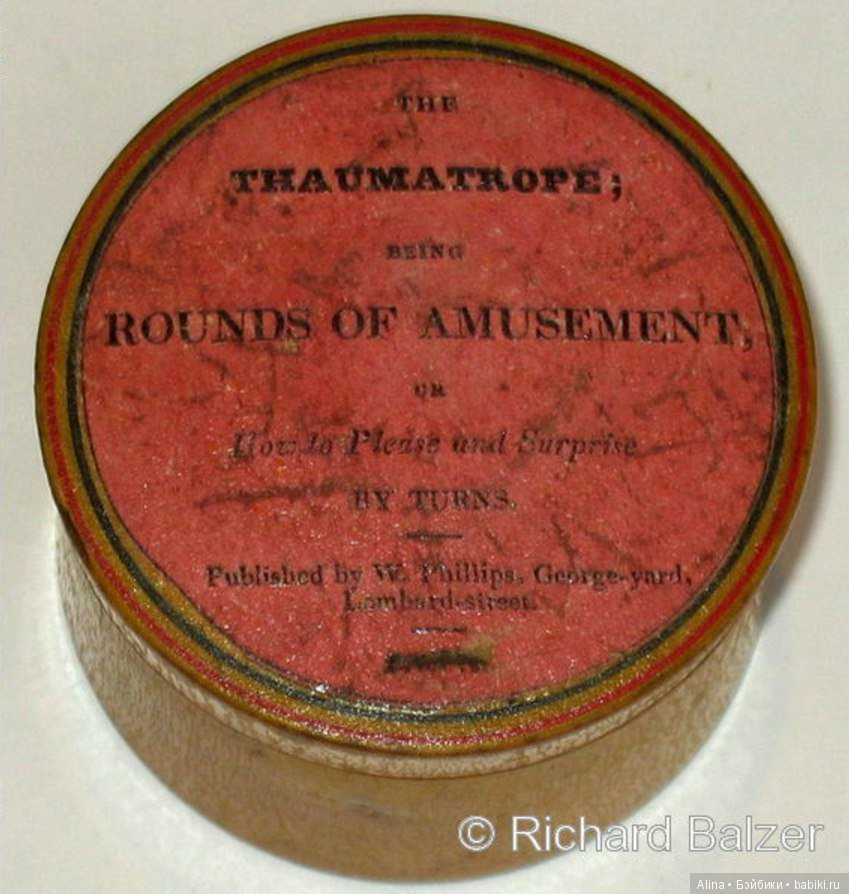 THE
THAUMATROPE;
BEING
ROUNDS OF AMUSEMENT,
OR
How to Please and Surprise
BY TURNS.
Published by W. Phillips, George-yard,
Lombard-street.
© Richard Balzer
Alina • Бэйбики • babiki.ru